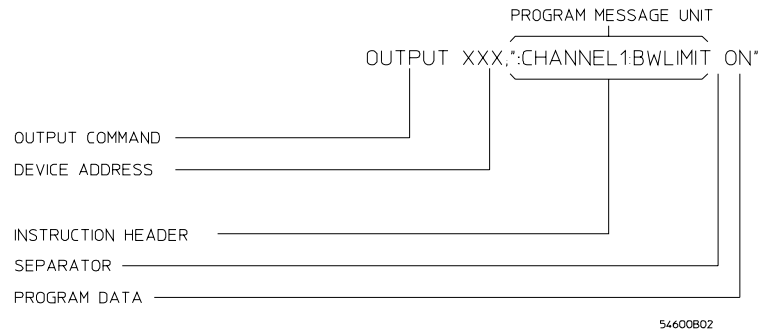 PROGRAM MESSAGE UNIT
OUTPUT XXX,":CHANNEL1:BWLIMIT ON"
OUTPUT COMMAND
DEVICE ADDRESS
INSTRUCTION HEADER
SEPARATOR
PROGRAM DATA
54600B02